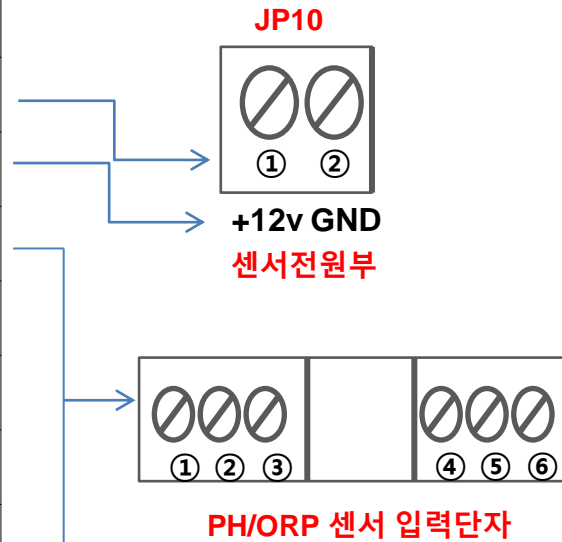 JP10
① ②
+12v GND
센서전원부
① ② ③ ④ ⑤ ⑥
PH/ORP 센서 입력단자